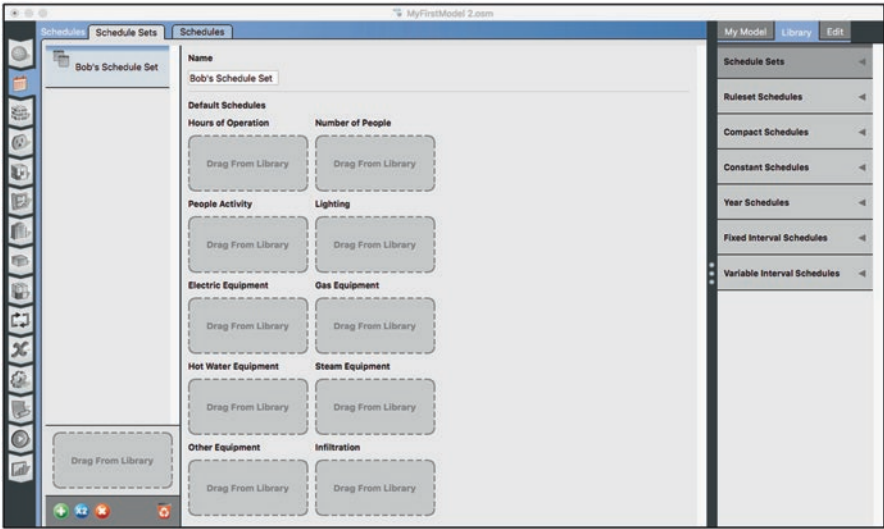 MyFirstModel 2.osm
Schedules
Schedule Sets
Schedules
My Model
Library
Edit
Bob's Schedule Set
Name
Bob's Schedule Set
Default Schedules
Hours of Operation
Number of People
Drag From Library
Drag From Library
People Activity
Lighting
Drag From Library
Drag From Library
Electric Equipment
Gas Equipment
Drag From Library
Drag From Library
Hot Water Equipment
Steam Equipment
Drag From Library
Drag From Library
Other Equipment
Infiltration
Drag From Library
Drag From Library
Drag From Library
x2
Schedule Sets
Ruleset Schedules
Compact Schedules
Constant Schedules
Year Schedules
Fixed Interval Schedules
Variable Interval Schedules